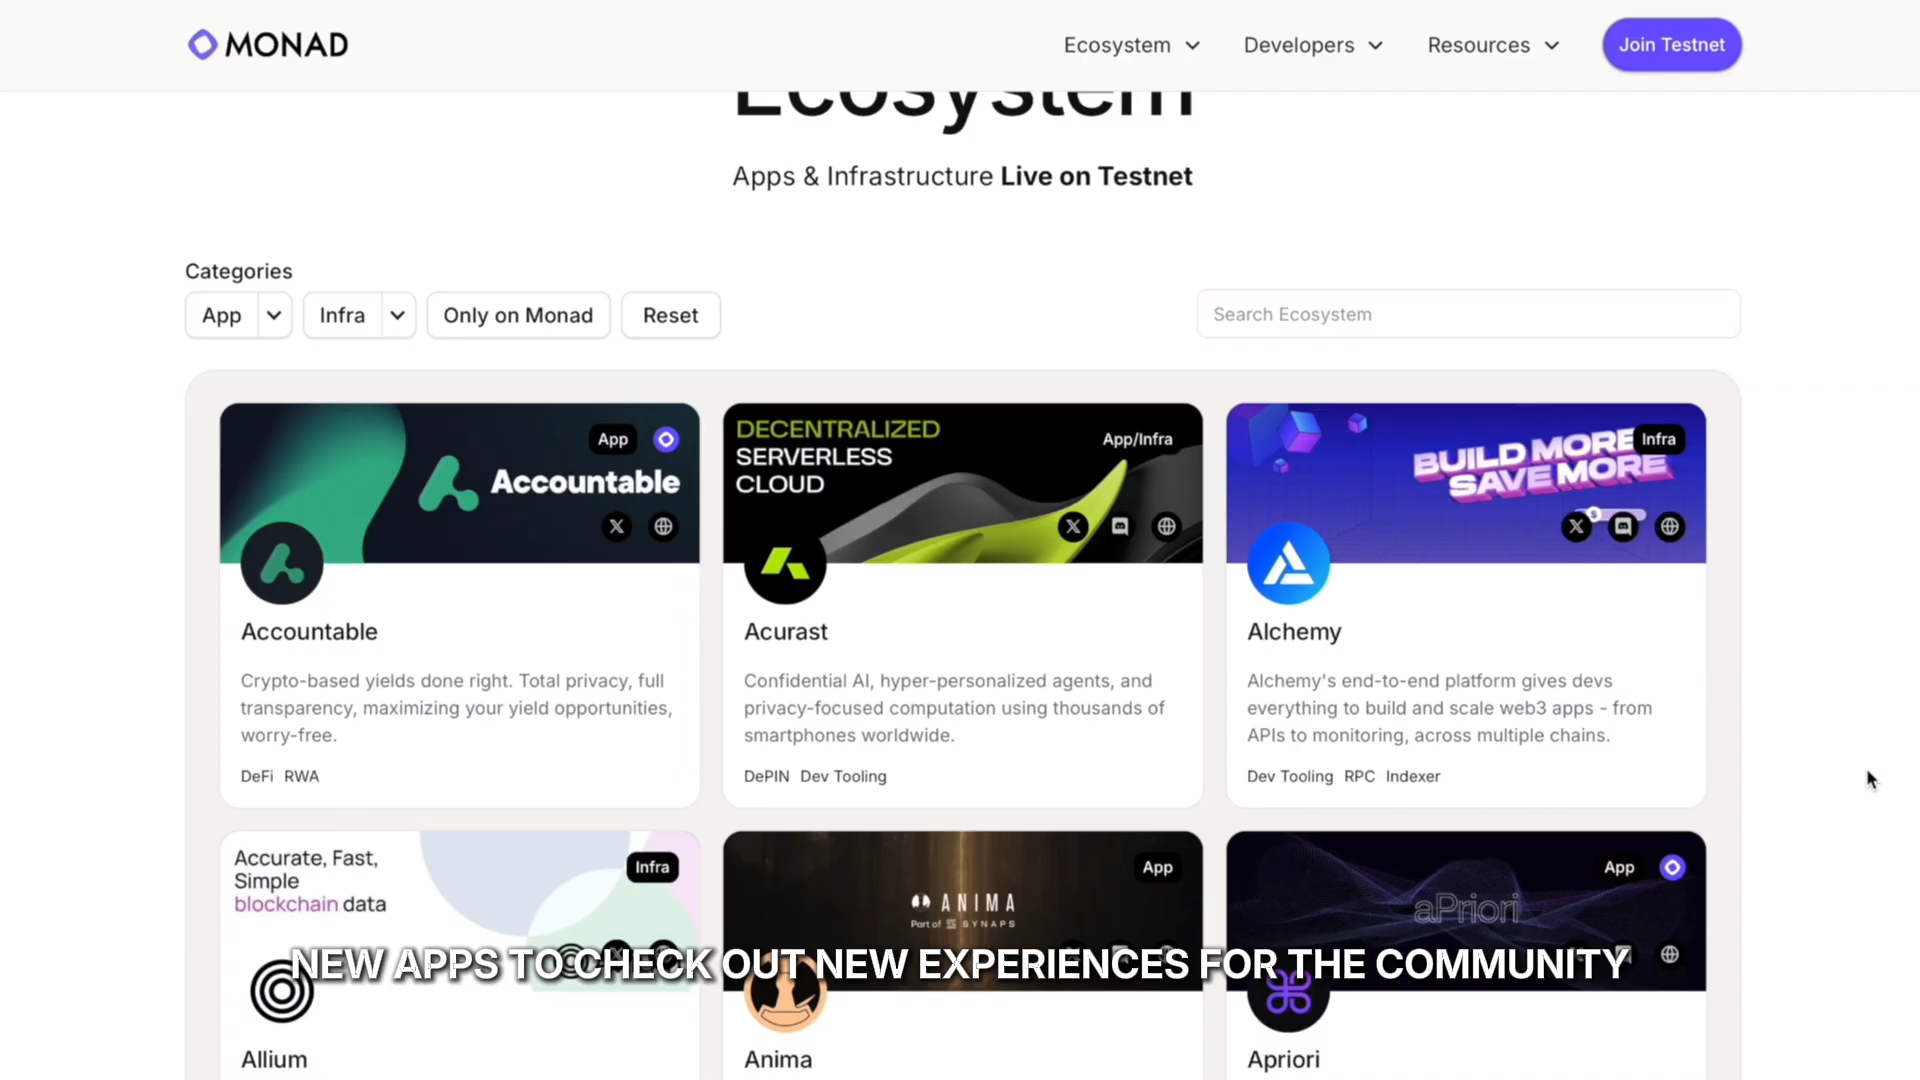 MONAD
Ecosystem
Developers
Resources
Join Testnet
Ecosystem
Apps & Infrastructure Live on Testnet
Categories
App
Infra
Only on Monad
Reset
Search Ecosystem
App
Accountable
Accountable
Crypto-based yields done right. Total privacy, full
transparency, maximizing your yield opportunities,
worry-free.
DeFi RWA
DECENTRALIZED
SERVERLESS
CLOUD
App/Infra
Acurast
Confidential AI, hyper-personalized agents, and
privacy-focused computation using thousands of
smartphones worldwide.
DePIN Dev Tooling
BUILD MORE
SAVE MORE
Infra
Alchemy
Alchemy's end-to-end platform gives devs
everything to build and scale web3 apps - from
APIs to monitoring, across multiple chains.
Dev Tooling RPC Indexer
Accurate, Fast,
Simple
blockchain data
Infra
Allium
ANIMA
Part of SYNAPS
App
Anima
aPriori
App
Apriori
NEW APPS TO CHECK OUT NEW EXPERIENCES FOR THE COMMUNITY